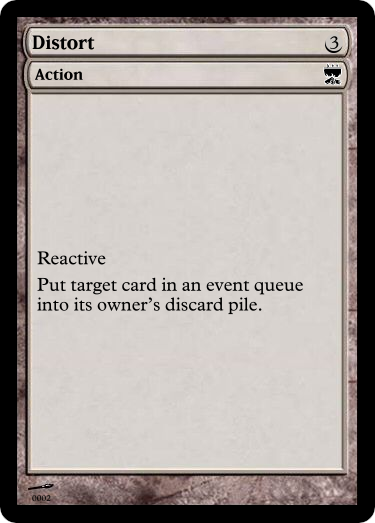 Distort 3
Action
Reactive
Put target card in an event queue
into its owner's discard pile.
0002